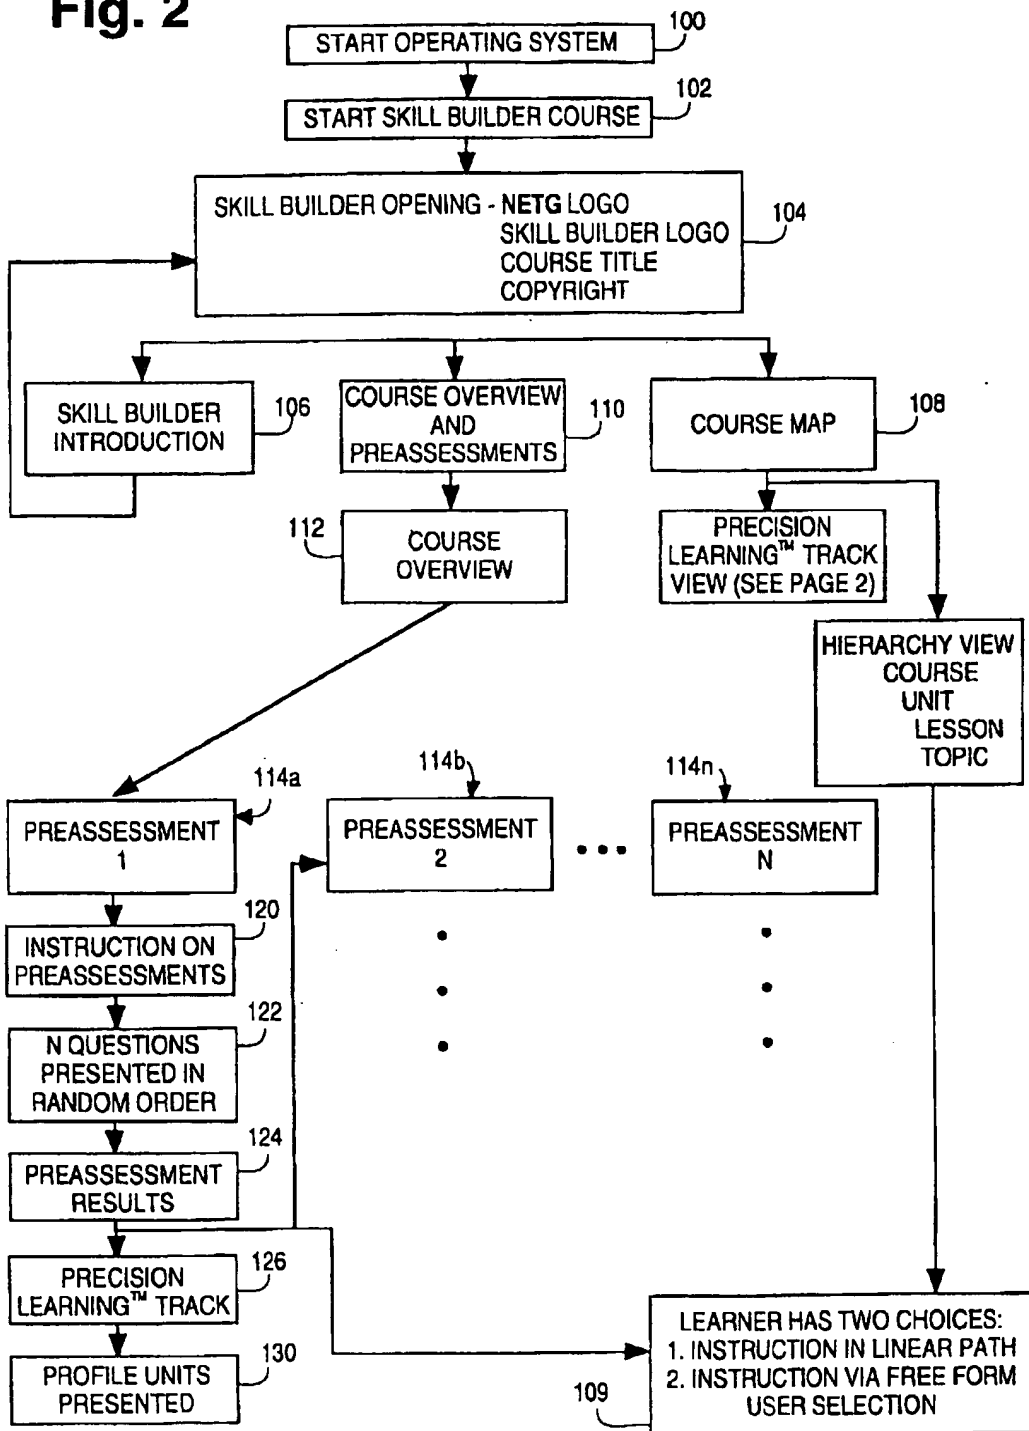 Fig. 2
START OPERATING SYSTEM
100
START SKILL BUILDER COURSE
102
SKILL BUILDER OPENING - NETG LOGO
SKILL BUILDER LOGO
COURSE TITLE
COPYRIGHT
104
SKILL BUILDER
INTRODUCTION
106
COURSE OVERVIEW
AND
PREASSESSMENTS
110
COURSE MAP
108
112
COURSE
OVERVIEW
PRECISION
LEARNING™ TRACK
VIEW (SEE PAGE 2)
HIERARCHY VIEW
COURSE
UNIT
LESSON
TOPIC
PREASSESSMENT
1
114a
114b
PREASSESSMENT
2
114n
PREASSESSMENT
N
120
INSTRUCTION ON
PREASSESSMENTS
122
N QUESTIONS
PRESENTED IN
RANDOM ORDER
124
PREASSESSMENT
RESULTS
126
PRECISION
LEARNING™ TRACK
130
PROFILE UNITS
PRESENTED
LEARNER HAS TWO CHOICES:
1. INSTRUCTION IN LINEAR PATH
2. INSTRUCTION VIA FREE FORM
USER SELECTION
109